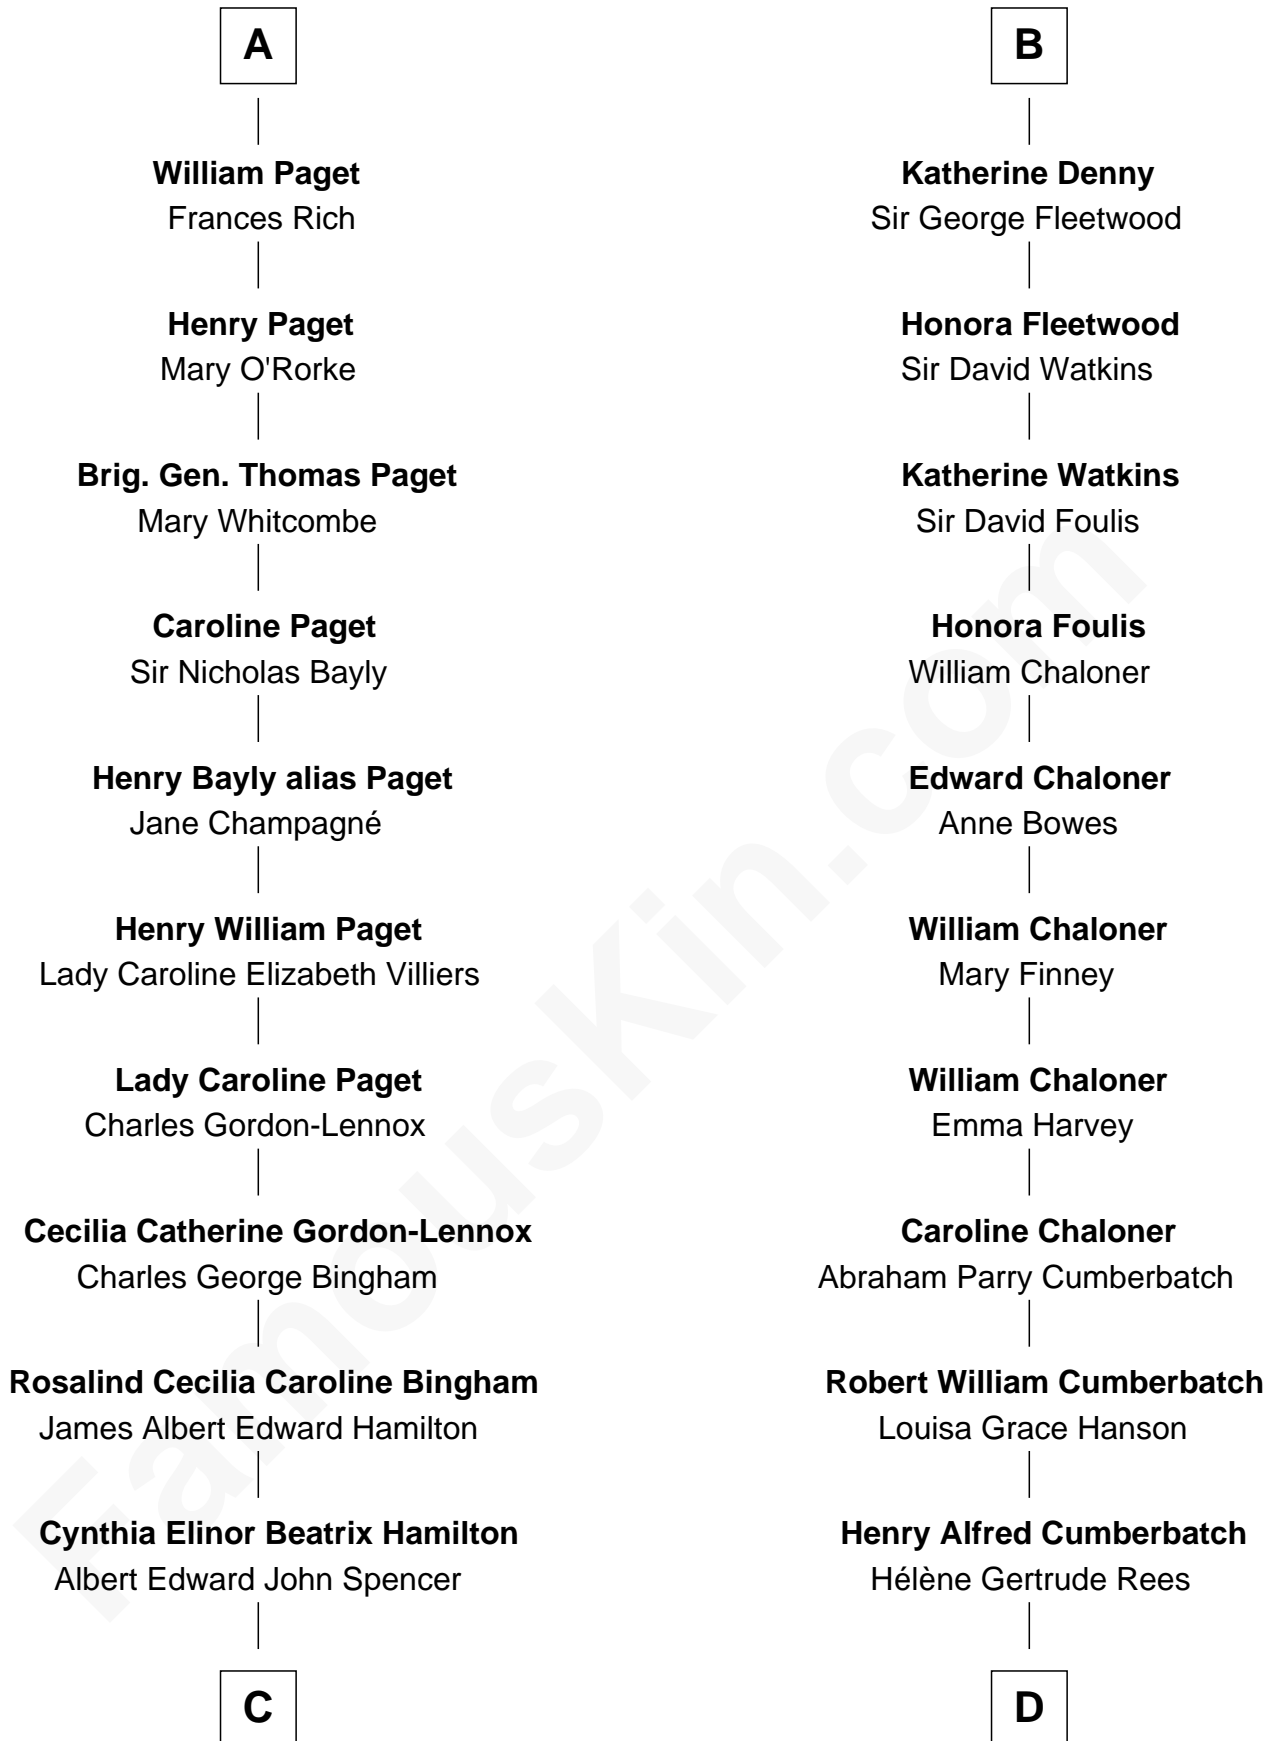 A
William Paget
Frances Rich
Henry Paget
Mary O'Rorke
Brig. Gen. Thomas Paget
Mary Whitcombe
Caroline Paget
Sir Nicholas Bayly
Henry Bayly alias Paget
Jane Champagné
Henry William Paget
Lady Caroline Elizabeth Villiers
Lady Caroline Paget
Charles Gordon-Lennox
Cecilia Catherine Gordon-Lennox
Charles George Bingham
Rosalind Cecilia Caroline Bingham
James Albert Edward Hamilton
Cynthia Elinor Beatrix Hamilton
Albert Edward John Spencer
C
B
Katherine Denny
Sir George Fleetwood
Honora Fleetwood
Sir David Watkins
Katherine Watkins
Sir David Foulis
Honora Foulis
William Chaloner
Edward Chaloner
Anne Bowes
William Chaloner
Mary Finney
William Chaloner
Emma Harvey
Caroline Chaloner
Abraham Parry Cumberbatch
Robert William Cumberbatch
Louisa Grace Hanson
Henry Alfred Cumberbatch
Hélène Gertrude Rees
D
FamousKin.com